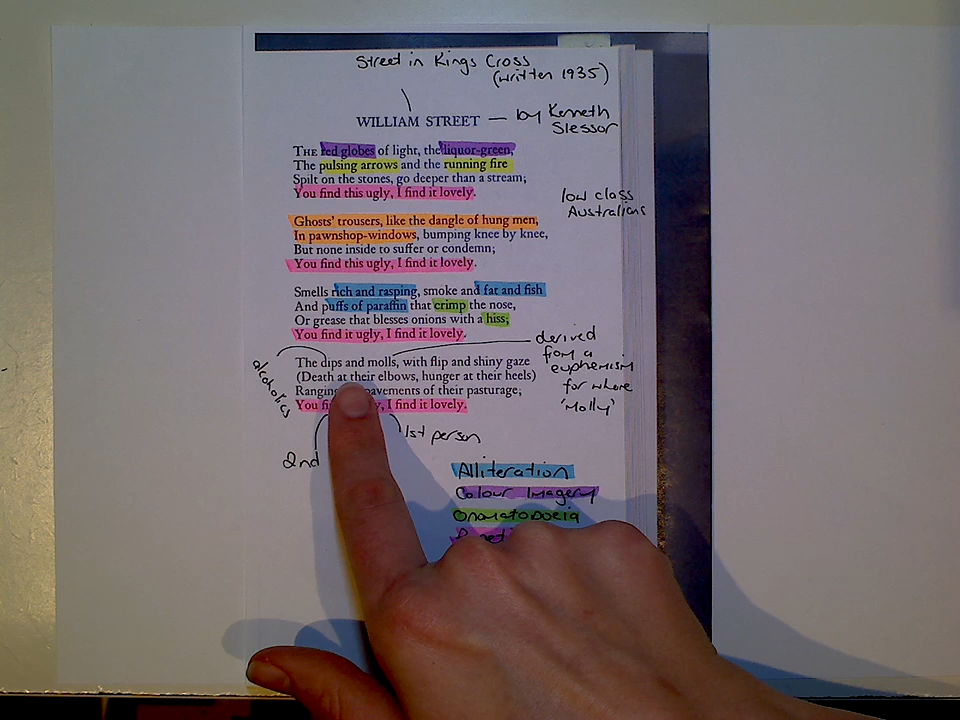 Street in Kings Cross
(written 1935)
WILLIAM STREET — by Kenneth
Slessor
THE red globes of light, the liquor-green,
The pulsing arrows and the running fire
Spilt on the stones, go deeper than a stream;
You find this ugly, I find it lovely.
low class
Australians
Ghosts' trousers, like the dangle of hung men,
In pawnshop-windows, bumping knee by knee,
But none inside to suffer or condemn;
You find this ugly, I find it lovely.
Smells rich and rasping, smoke and fat and fish
And puffs of paraffin that crimp the nose,
Or grease that blesses onions with a hiss;
You find it ugly, I find it lovely.
derived
from a
euphemism
for whore
'Molly'
alcoholics
The dips and molls, with flip and shiny gaze
(Death at their elbows, hunger at their heels)
Ranging pavements of their pasturage;
You I find it lovely.
1st person
2nd
Alliteration
Colour Imagery
Onomatopoeia